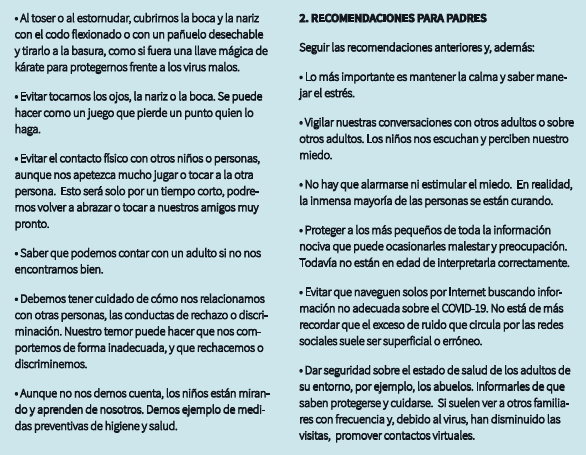 • Al toser o al estornudar, cubrirnos la boca y la nariz
con el codo flexionado o con un pañuelo desechable
y tirarlo a la basura, como si fuera una llave mágica de
kárate para protegernos frente a los virus malos.
• Evitar tocarnos los ojos, la nariz o la boca. Se puede
hacer como un juego que pierde un punto quien lo
haga.
• Evitar el contacto físico con otros niños o personas,
aunque nos apetezca mucho jugar o tocar a la otra
persona. Esto será solo por un tiempo corto, podre-
mos volver a abrazar o tocar a nuestros amigos muy
pronto.
• Saber que podemos contar con un adulto si no nos
encontramos bien.
• Debemos tener cuidado de cómo nos relacionamos
con otras personas, las conductas de rechazo o discri-
minación. Nuestro temor puede hacer que nos com-
portemos de forma inadecuada, y que rechacemos o
discriminemos.
• Aunque no nos demos cuenta, los niños están miran-
do y aprenden de nosotros. Demos ejemplo de medi-
das preventivas de higiene y salud.
2. RECOMENDACIONES PARA PADRES
Seguir las recomendaciones anteriores y, además:
• Lo más importante es mantener la calma y saber mane-
jar el estrés.
• Vigilar nuestras conversaciones con otros adultos o sobre
otros adultos. Los niños nos escuchan y perciben nuestro
miedo.
• No hay que alarmarse ni estimular el miedo. En realidad,
la inmensa mayoría de las personas se están curando.
• Proteger a los más pequeños de toda la información
nociva que puede ocasionarles malestar y preocupación.
Todavía no están en edad de interpretarla correctamente.
• Evitar que naveguen solos por Internet buscando infor-
mación no adecuada sobre el COVID-19. No está de más
recordar que el exceso de ruido que circula por las redes
sociales suele ser superficial o erróneo.
• Dar seguridad sobre el estado de salud de los adultos de
su entorno, por ejemplo, los abuelos. Informarles de que
saben protegerse y cuidarse. Si suelen ver a otros familia-
res con frecuencia y, debido al virus, han disminuido las
visitas, promover contactos virtuales.